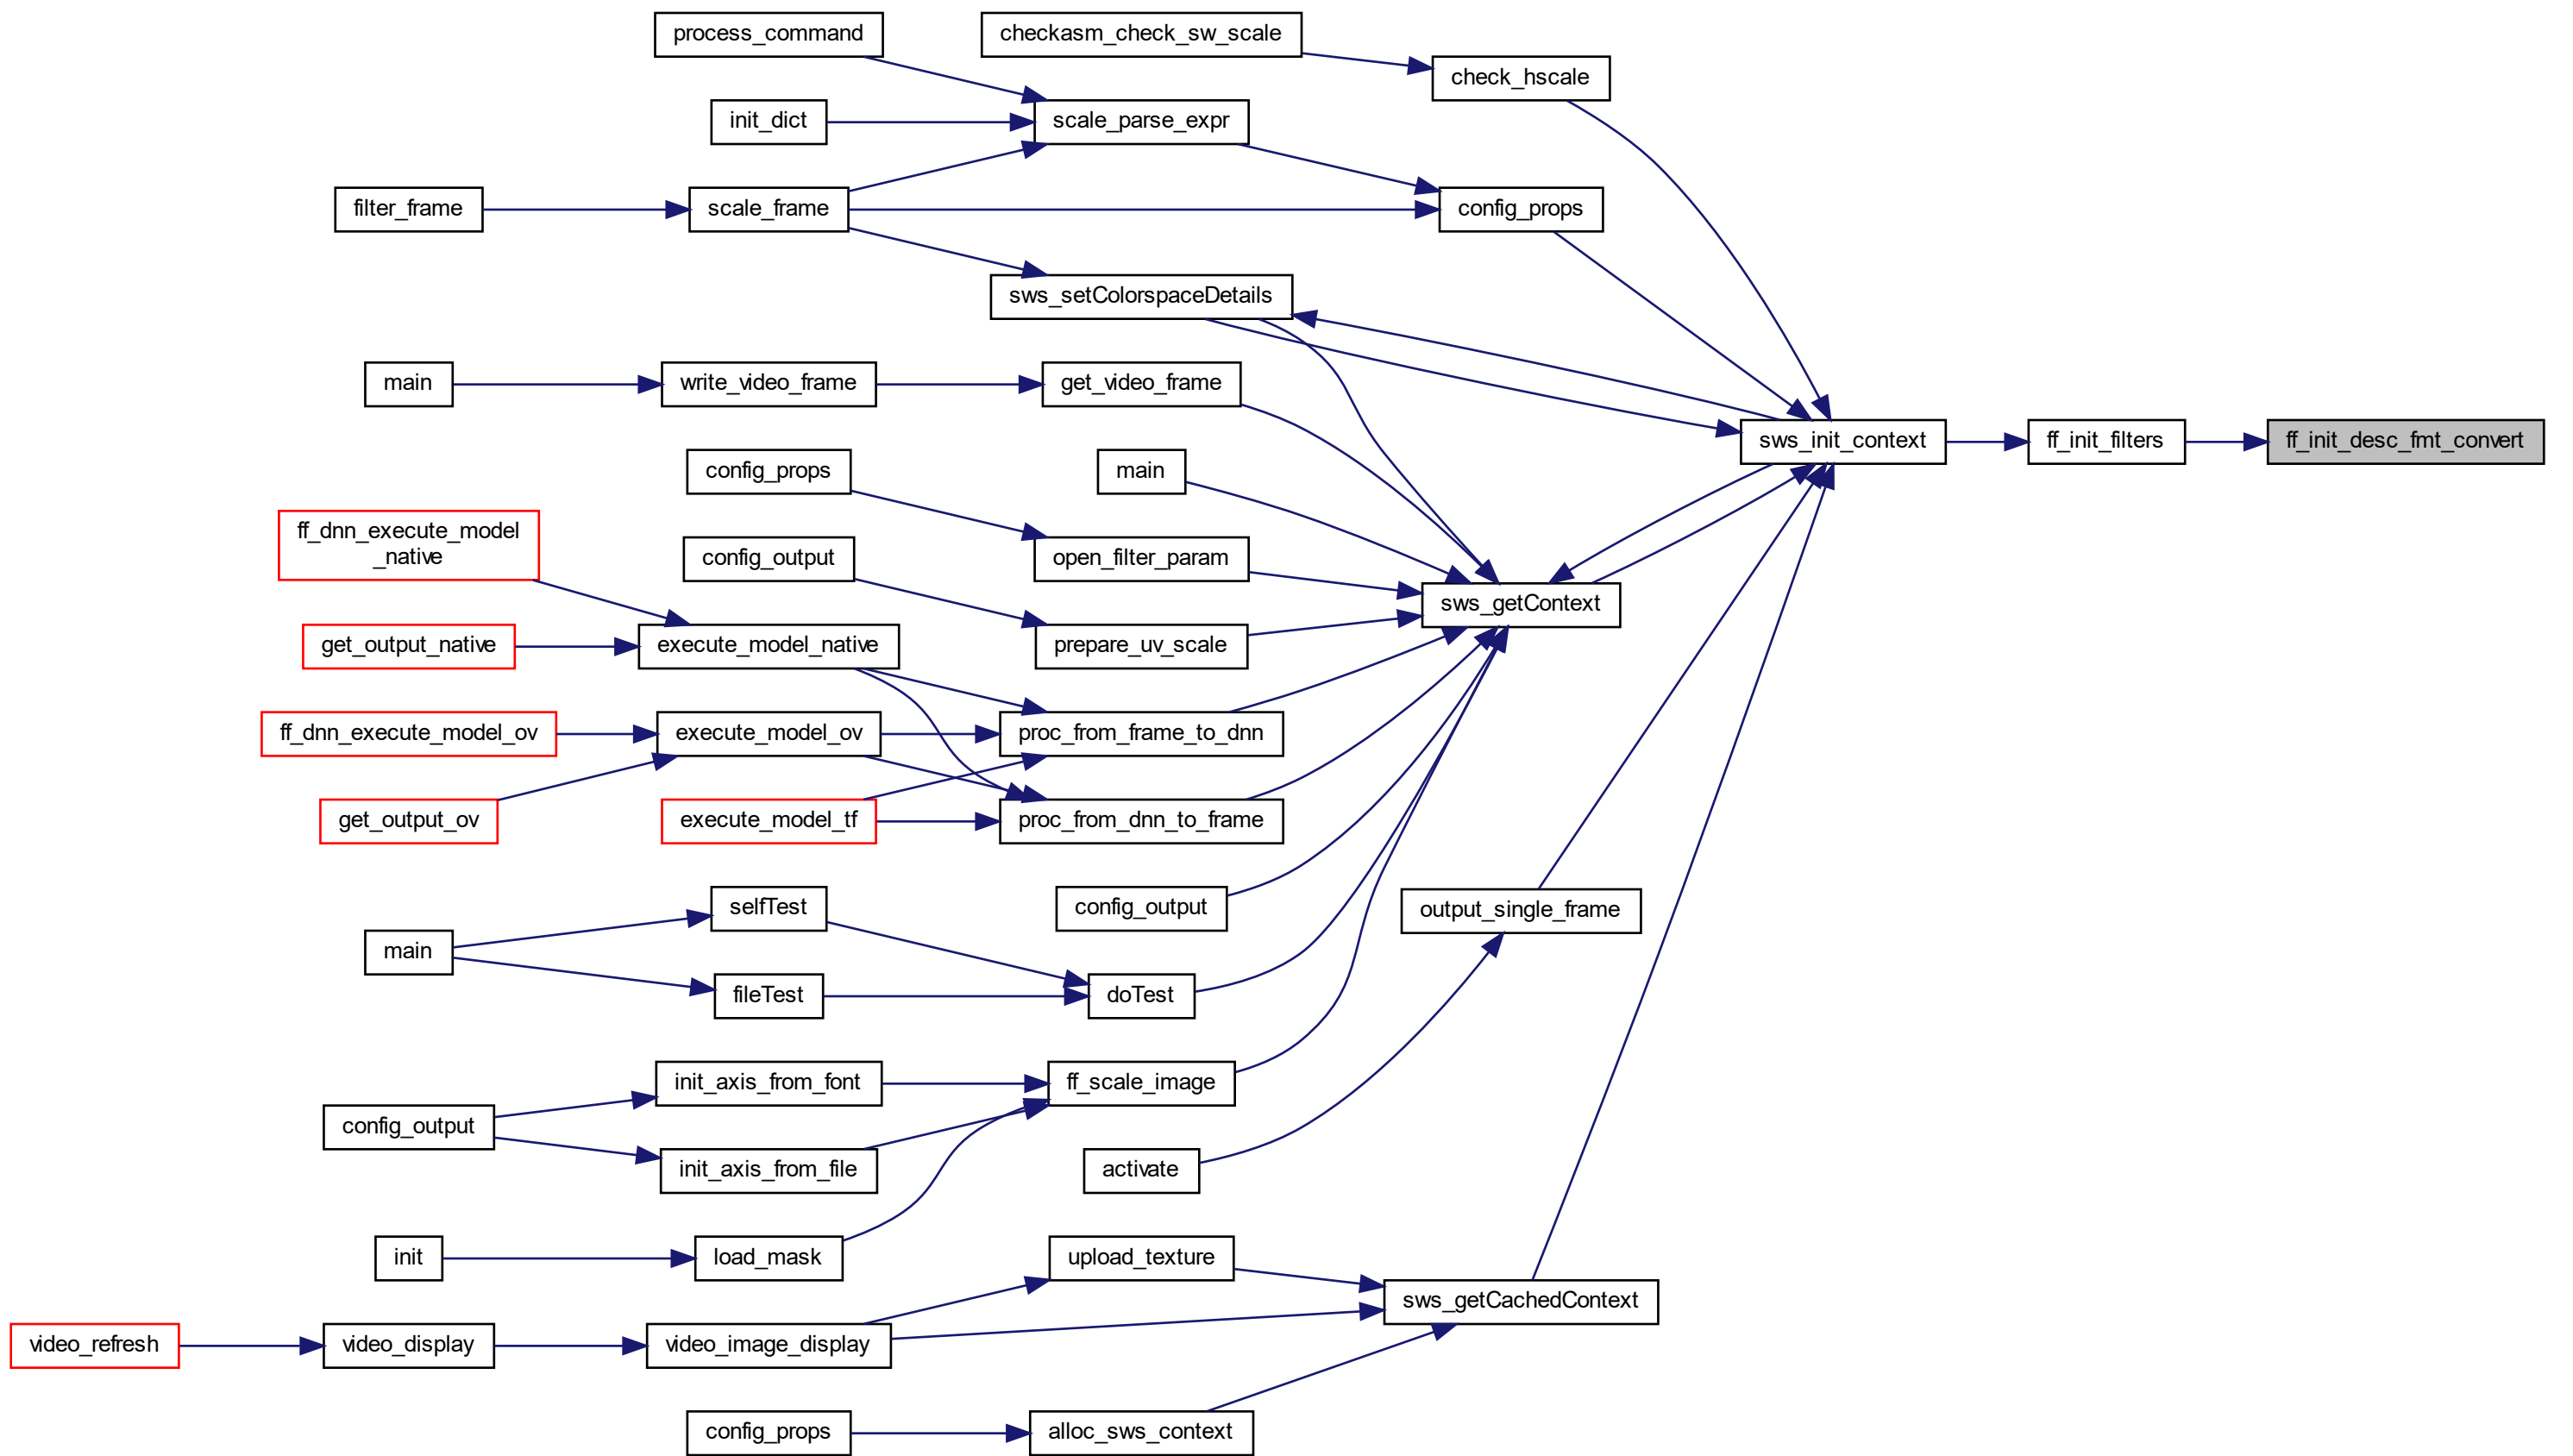 process_command
checkasm_check_sw_scale
check_hscale
init_dict
scale_parse_expr
filter_frame
scale_frame
config_props
sws_setColorspaceDetails
main
write_video_frame
get_video_frame
sws_init_context
ff_init_filters
ff_init_desc_fmt_convert
config_props
main
ff_dnn_execute_model
_native
config_output
open_filter_param
sws_getContext
get_output_native
execute_model_native
prepare_uv_scale
ff_dnn_execute_model_ov
execute_model_ov
proc_from_frame_to_dnn
get_output_ov
execute_model_tf
proc_from_dnn_to_frame
selfTest
config_output
output_single_frame
main
fileTest
doTest
init_axis_from_font
ff_scale_image
config_output
init_axis_from_file
activate
init
load_mask
upload_texture
sws_getCachedContext
video_refresh
video_display
video_image_display
config_props
alloc_sws_context